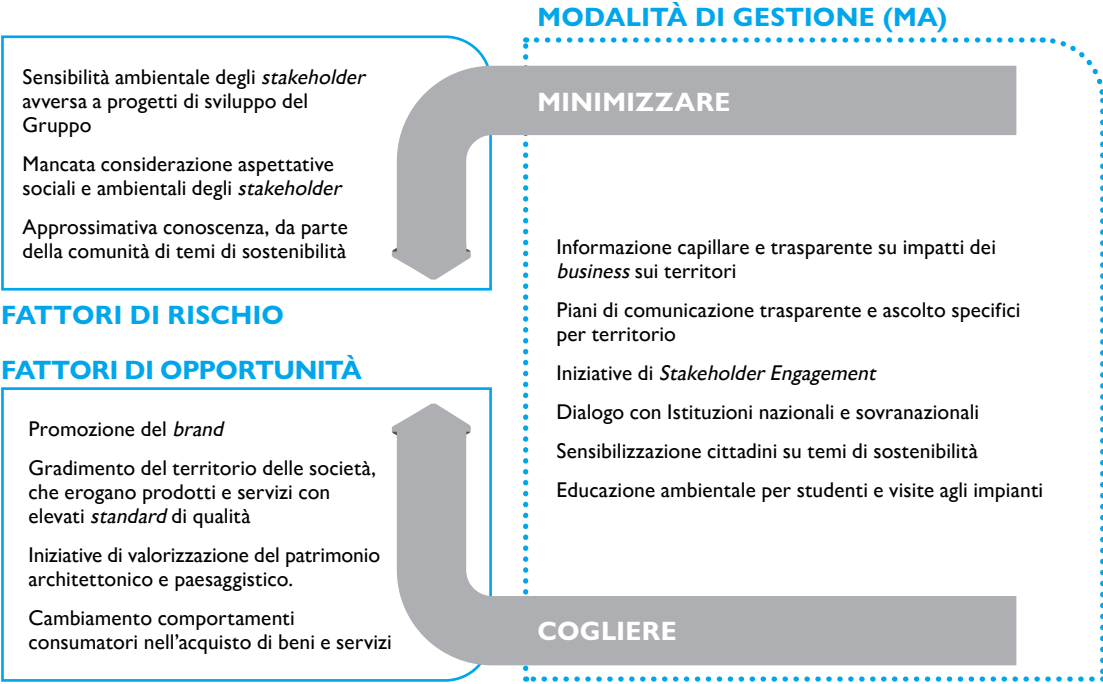 MODALITÀ DI GESTIONE (MA)
Sensibilità ambientale degli stakeholder
avversa a progetti di sviluppo del
Gruppo
Mancata considerazione aspettative
sociali e ambientali degli stakeholder
Approssimativa conoscenza, da parte
della comunità di temi di sostenibilità
FATTORI DI RISCHIO
FATTORI DI OPPORTUNITÀ
Promozione del brand
Gradimento del territorio delle società,
che erogano prodotti e servizi con
elevati standard di qualità
Iniziative di valorizzazione del patrimonio
architettonico e paesaggistico.
Cambiamento comportamenti
consumatori nell'acquisto di beni e servizi
MINIMIZZARE
Informazione capillare e trasparente su impatti dei
business sui territori
Piani di comunicazione trasparente e ascolto specifici
per territorio
Iniziative di Stakeholder Engagement
Dialogo con Istituzioni nazionali e sovranazionali
Sensibilizzazione cittadini su temi di sostenibilità
Educazione ambientale per studenti e visite agli impianti
COGLIERE